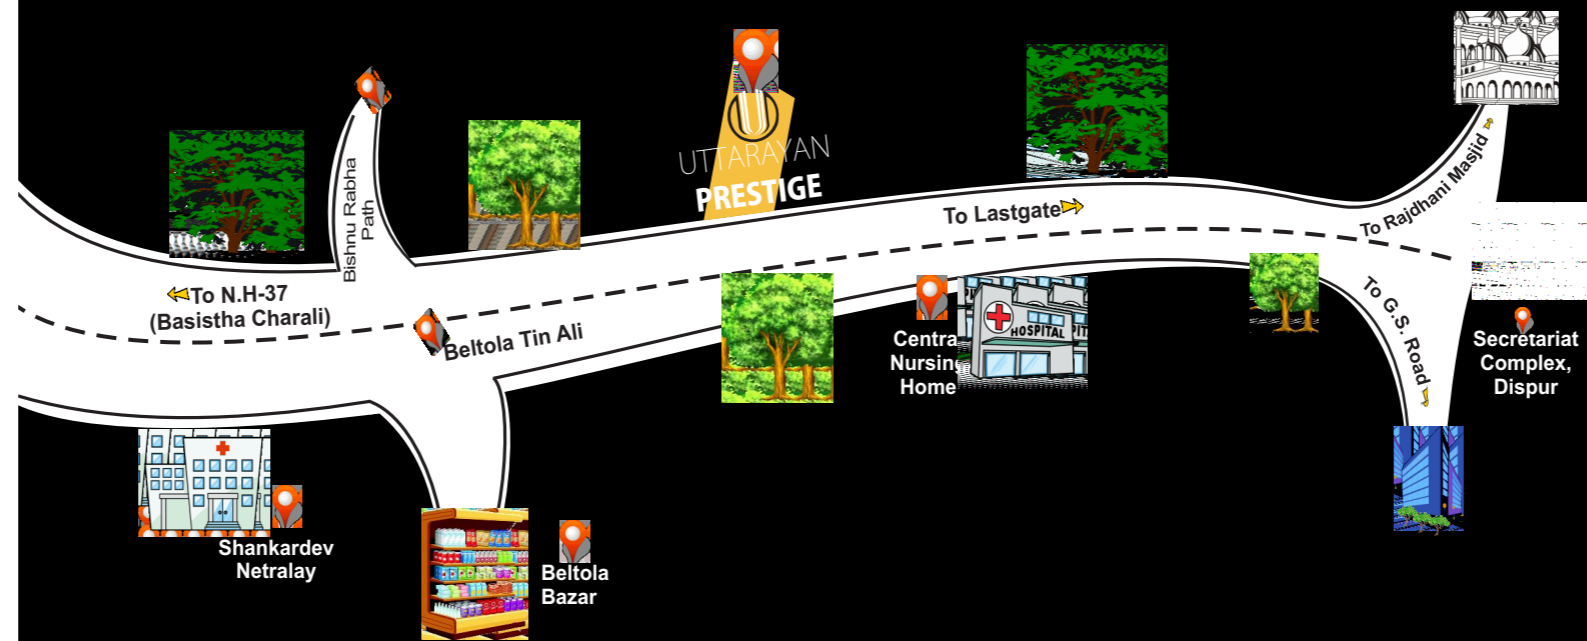 UTTARAYAN
PRESTIGE
Bishnu Rabha
Path
To N.H-37
(Basistha Charali)
Beltola Tin Ali
To Lastgate
To Rajdhani Masjid
To G.S. Road
HOSPITAL
Centra
Nursing
Home
Secretariat
Complex,
Dispur
Shankardev
Netralay
Beltola
Bazar